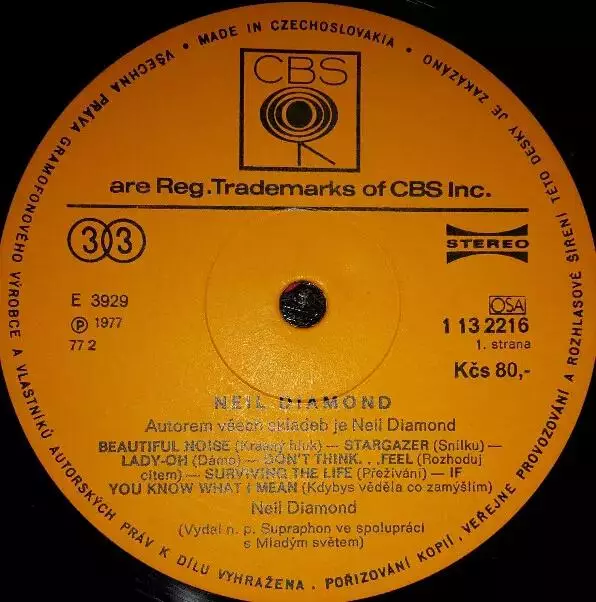 VŠECHNA PRÁVA GRAMOFONOVÉHO VÝROBCE A VLASTNÍKŮ AUTORSKÝCH PRÁV K DÍLU VYHRAŽENA. POŘIZOVÁNÍ KOPIÍ, VEŘEJNÉ PROVOZOVÁNÍ A ROZHLASOVÉ ŠÍŘENÍ TÉTO DESKY JE ZAKÁZÁNO • MADE IN CZECHOSLOVAKIA •
CBS
are Reg.Trademarks of CBS Inc.
33
STEREO
E 3929
OSA
Ⓟ 1977
1 13 2216
77 2
1. strana
Kčs 80,-
NEIL DIAMOND
Autorem všech skladeb je Neil Diamond
BEAUTIFUL NOISE (Krásný hluk) — STARGAZER (Snílku) —
LADY-OH (Dámo) — DON'T THINK. . .FEEL (Rozhoduj
citem) — SURVIVING THE LIFE (Přežívání) — IF
YOU KNOW WHAT I MEAN (Kdybys věděla co zamýšlím)
Neil Diamond
(Vydal n. p. Supraphon ve spolupráci
s Mladým světem)